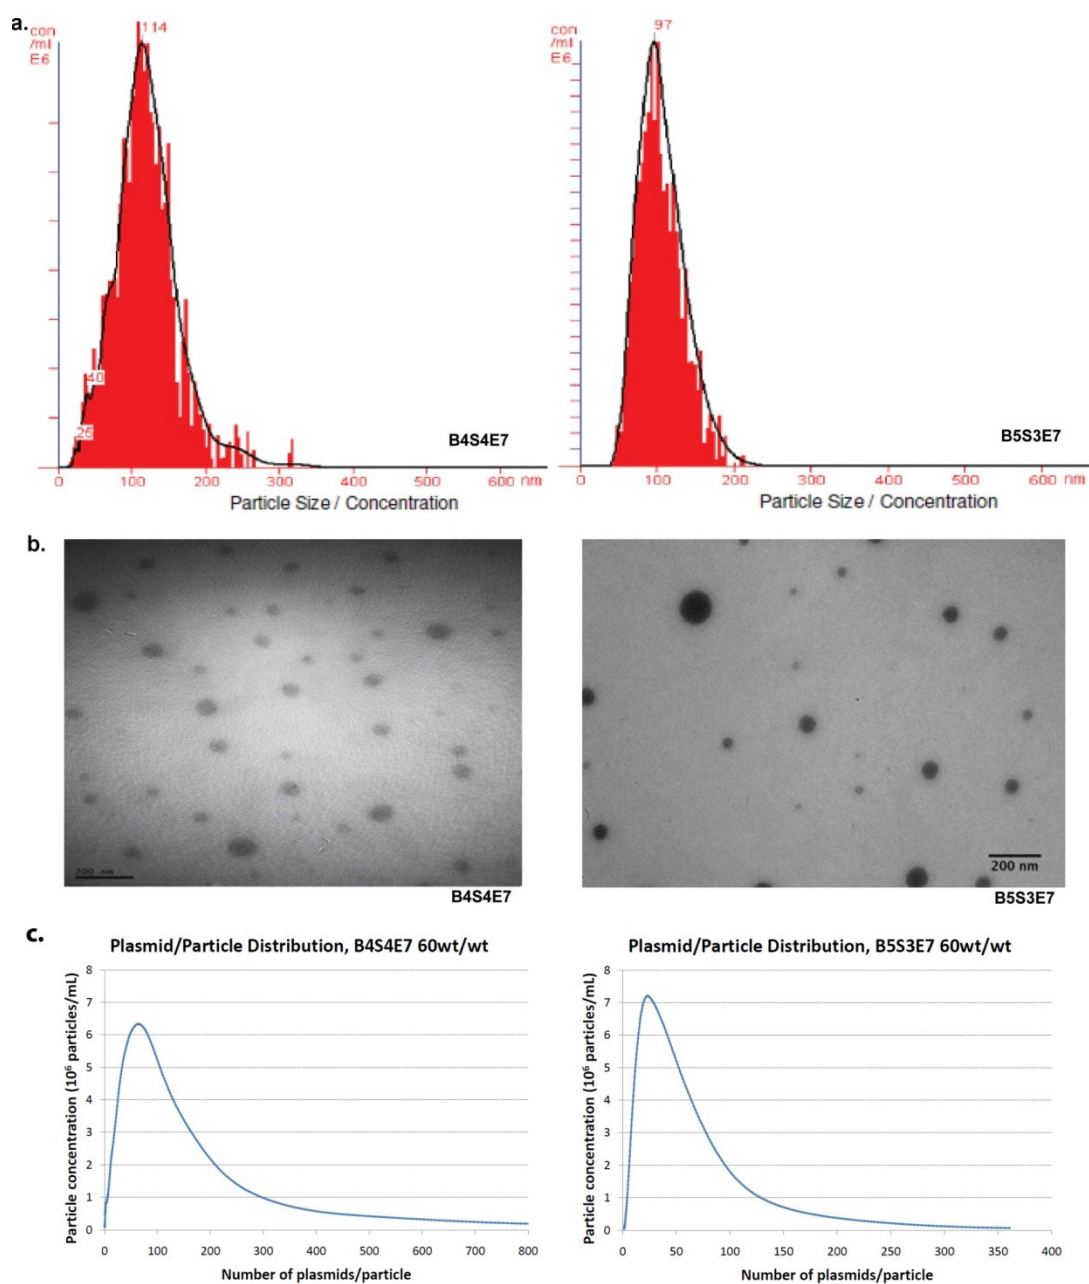 a.
con
/ml
E6
114
40
25
B4S4E7
0 100 200 300 400 500 600 nm
Particle Size / Concentration
con
/ml
E6
97
B5S3E7
0 100 200 300 400 500 600 nm
Particle Size / Concentration
b.
200 nm
B4S4E7
200 nm
B5S3E7
c.
Plasmid/Particle Distribution, B4S4E7 60wt/wt
Particle concentration (10⁶ particles/mL)
8
7
6
5
4
3
2
1
0
0 100 200 300 400 500 600 700 800
Number of plasmids/particle
Plasmid/Particle Distribution, B5S3E7 60wt/wt
Particle concentration (10⁶ particles/mL)
8
7
6
5
4
3
2
1
0
0 50 100 150 200 250 300 350 400
Number of plasmids/particle